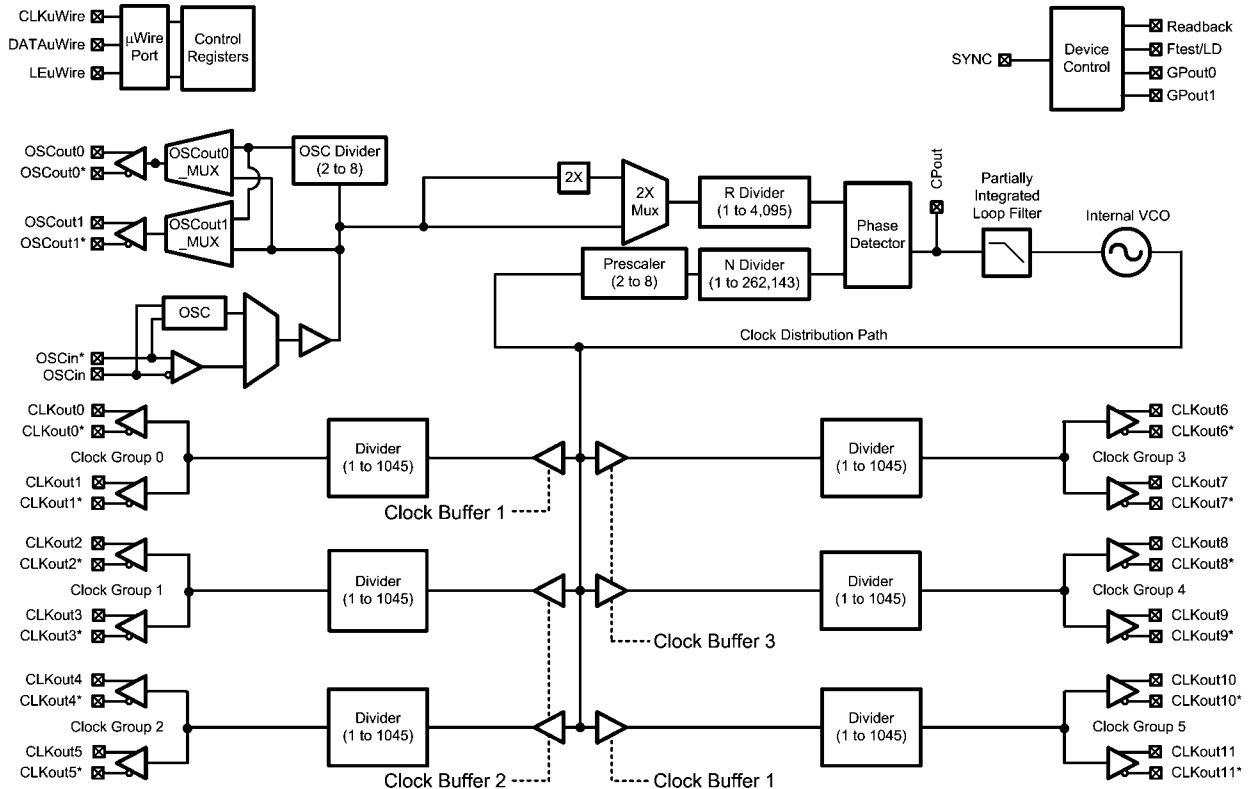 CLKuWire
DATAuWire
LEuWire
µWire
Port
Control
Registers
SYNC
Device
Control
Readback
Ftest/LD
GPout0
GPout1
OSCout0
OSCout0*
OSCout0
_MUX
OSC Divider
(2 to 8)
OSCout1
OSCout1*
OSCout1
_MUX
2X
2X
Mux
R Divider
(1 to 4,095)
Phase
Detector
CPout
Partially
Integrated
Loop Filter
Internal VCO
Prescaler
(2 to 8)
N Divider
(1 to 262,143)
OSC
OSCin*
OSCin
Clock Distribution Path
CLKout0
CLKout0*
Clock Group 0
CLKout1
CLKout1*
Divider
(1 to 1045)
Clock Buffer 1
Divider
(1 to 1045)
CLKout6
CLKout6*
Clock Group 3
CLKout7
CLKout7*
CLKout2
CLKout2*
Clock Group 1
CLKout3
CLKout3*
Divider
(1 to 1045)
Clock Buffer 3
Divider
(1 to 1045)
CLKout8
CLKout8*
Clock Group 4
CLKout9
CLKout9*
CLKout4
CLKout4*
Clock Group 2
CLKout5
CLKout5*
Divider
(1 to 1045)
Clock Buffer 2
Clock Buffer 1
Divider
(1 to 1045)
CLKout10
CLKout10*
Clock Group 5
CLKout11
CLKout11*